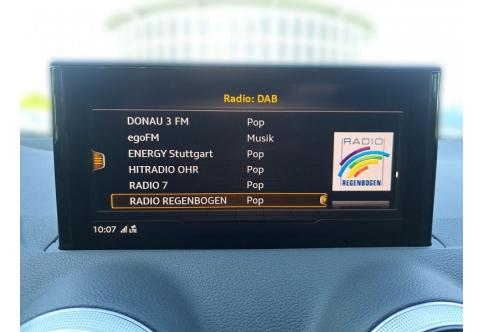 Radio: DAB
DONAU 3 FM Pop
egoFM Musik
ENERGY Stuttgart Pop
HITRADIO OHR Pop
RADIO 7 Pop
RADIO REGENBOGEN Pop
RADIO
REGENBOGEN
10:07 LTE